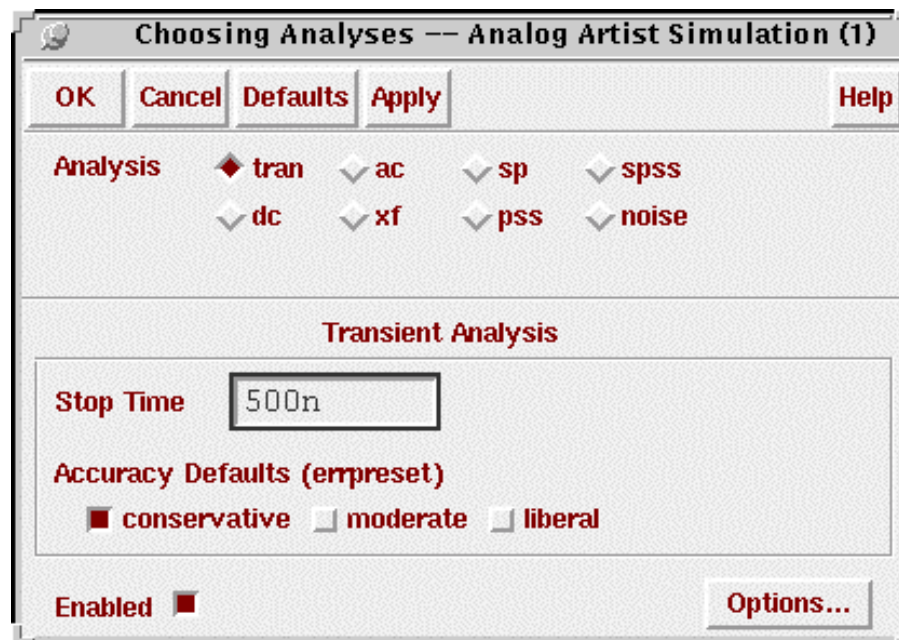 Choosing Analyses -- Analog Artist Simulation (1)
OK Cancel Defaults Apply Help
Analysis tran ac sp spss
dc xf pss noise
Transient Analysis
Stop Time 500n
Accuracy Defaults (errpreset)
conservative moderate liberal
Enabled Options...